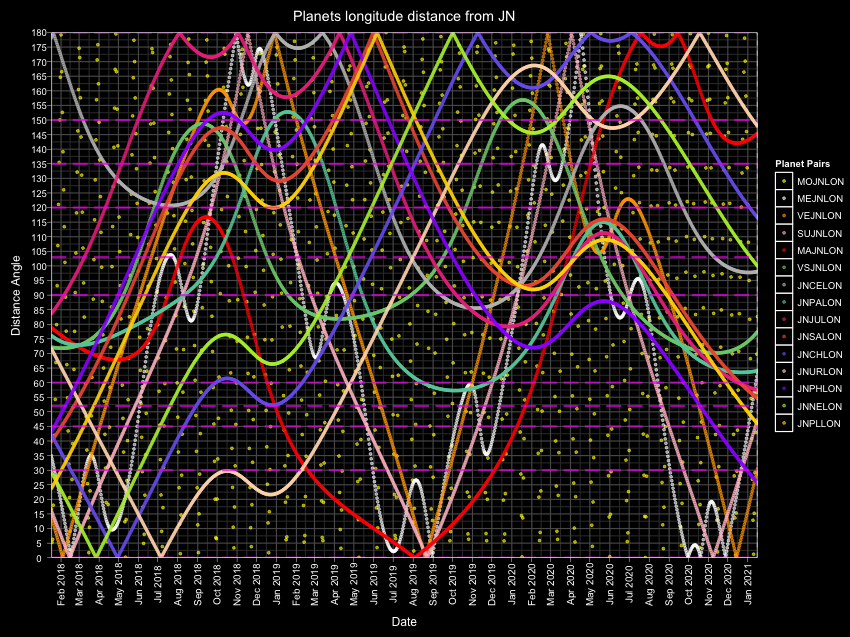 Planets longitude distance from JN
Distance Angle
180
175
170
165
160
155
150
145
140
135
130
125
120
115
110
105
100
95
90
85
80
75
70
65
60
55
50
45
40
35
30
25
20
15
10
5
0
Feb 2018
Mar 2018
Apr 2018
May 2018
Jun 2018
Jul 2018
Aug 2018
Sep 2018
Oct 2018
Nov 2018
Dec 2018
Jan 2019
Feb 2019
Mar 2019
Apr 2019
May 2019
Jun 2019
Jul 2019
Aug 2019
Sep 2019
Oct 2019
Nov 2019
Dec 2019
Jan 2020
Feb 2020
Mar 2020
Apr 2020
May 2020
Jun 2020
Jul 2020
Aug 2020
Sep 2020
Oct 2020
Nov 2020
Dec 2020
Jan 2021
Date
Planet Pairs
MOJNLON
MEJNLON
VEJNLON
SUJNLON
MAJNLON
VSJNLON
JNCELON
JNPALON
JNJULON
JNSALON
JNCHLON
JNURLON
JNPHLON
JNNELON
JNPLLON